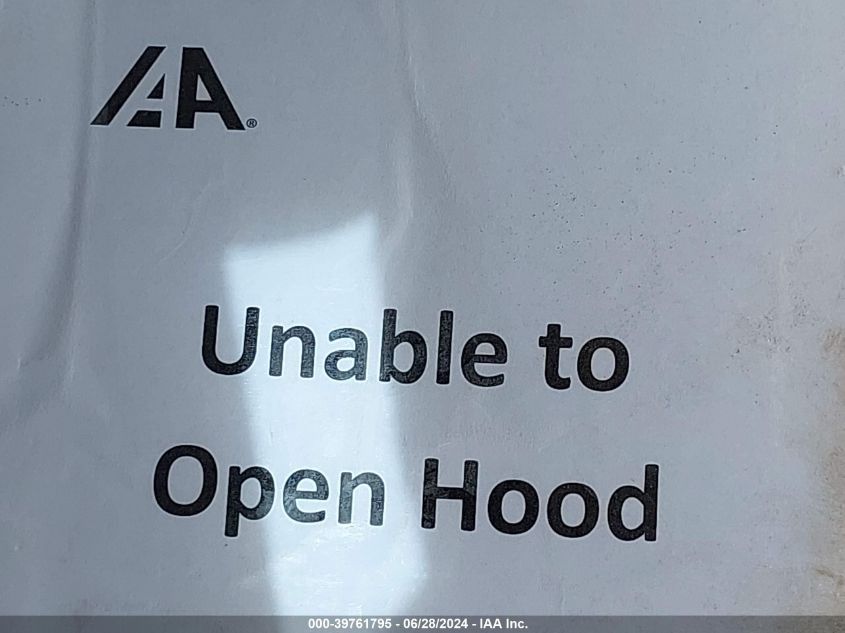 IAA®
Unable to
Open Hood
000-39761795 - 06/28/2024 - IAA Inc.